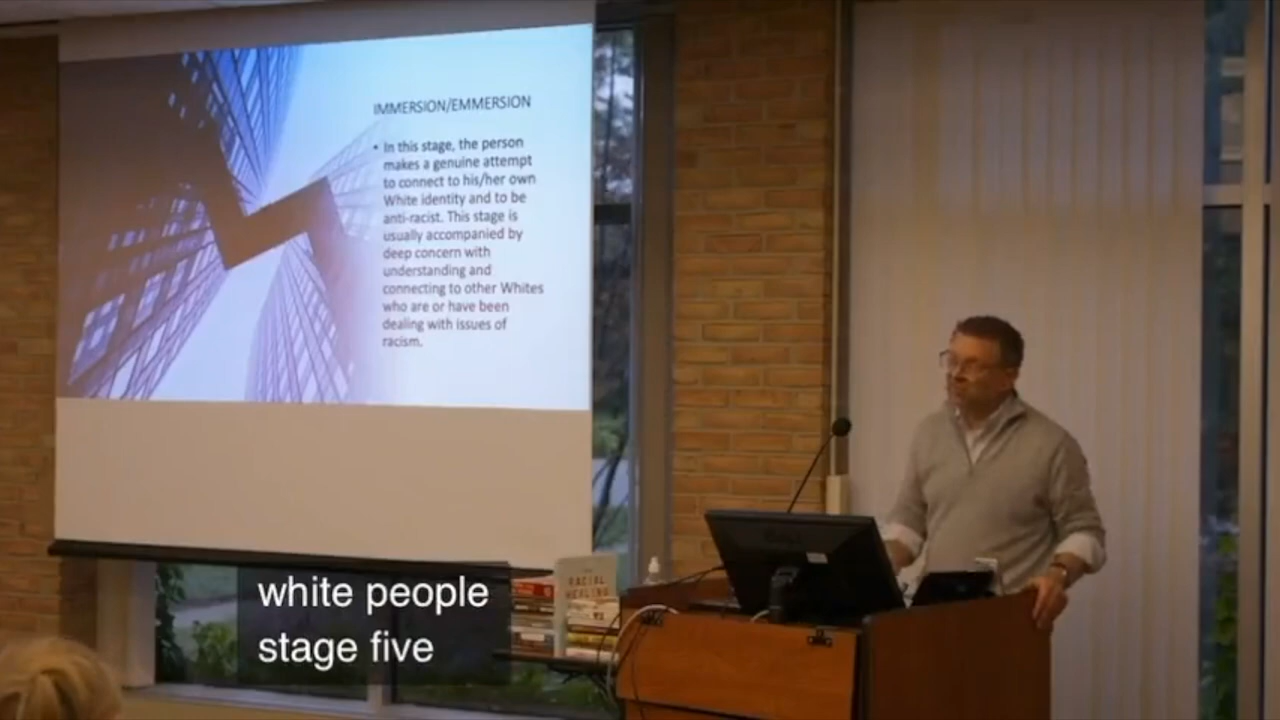 IMMERSION/EMMERSION
• In this stage, the person
makes a genuine attempt
to connect to his/her own
White identity and to be
anti-racist. This stage is
usually accompanied by
deep concern with
understanding and
connecting to other Whites
who are or have been
dealing with issues of
racism.
RACIAL
HEALING
white people
stage five